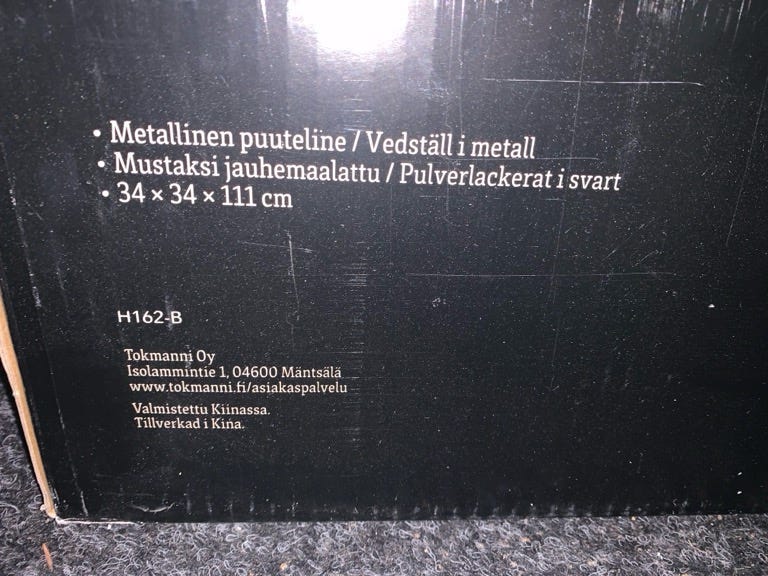 • Metallinen puuteline / Vedställ i metall
• Mustaksi jauhemaalattu / Pulverlackerat i svart
• 34 × 34 × 111 cm
H162-B
Tokmanni Oy
Isolammintie 1, 04600 Mäntsälä
www.tokmanni.fi/asiakaspalvelu
Valmistettu Kiinassa.
Tillverkad i Kina.